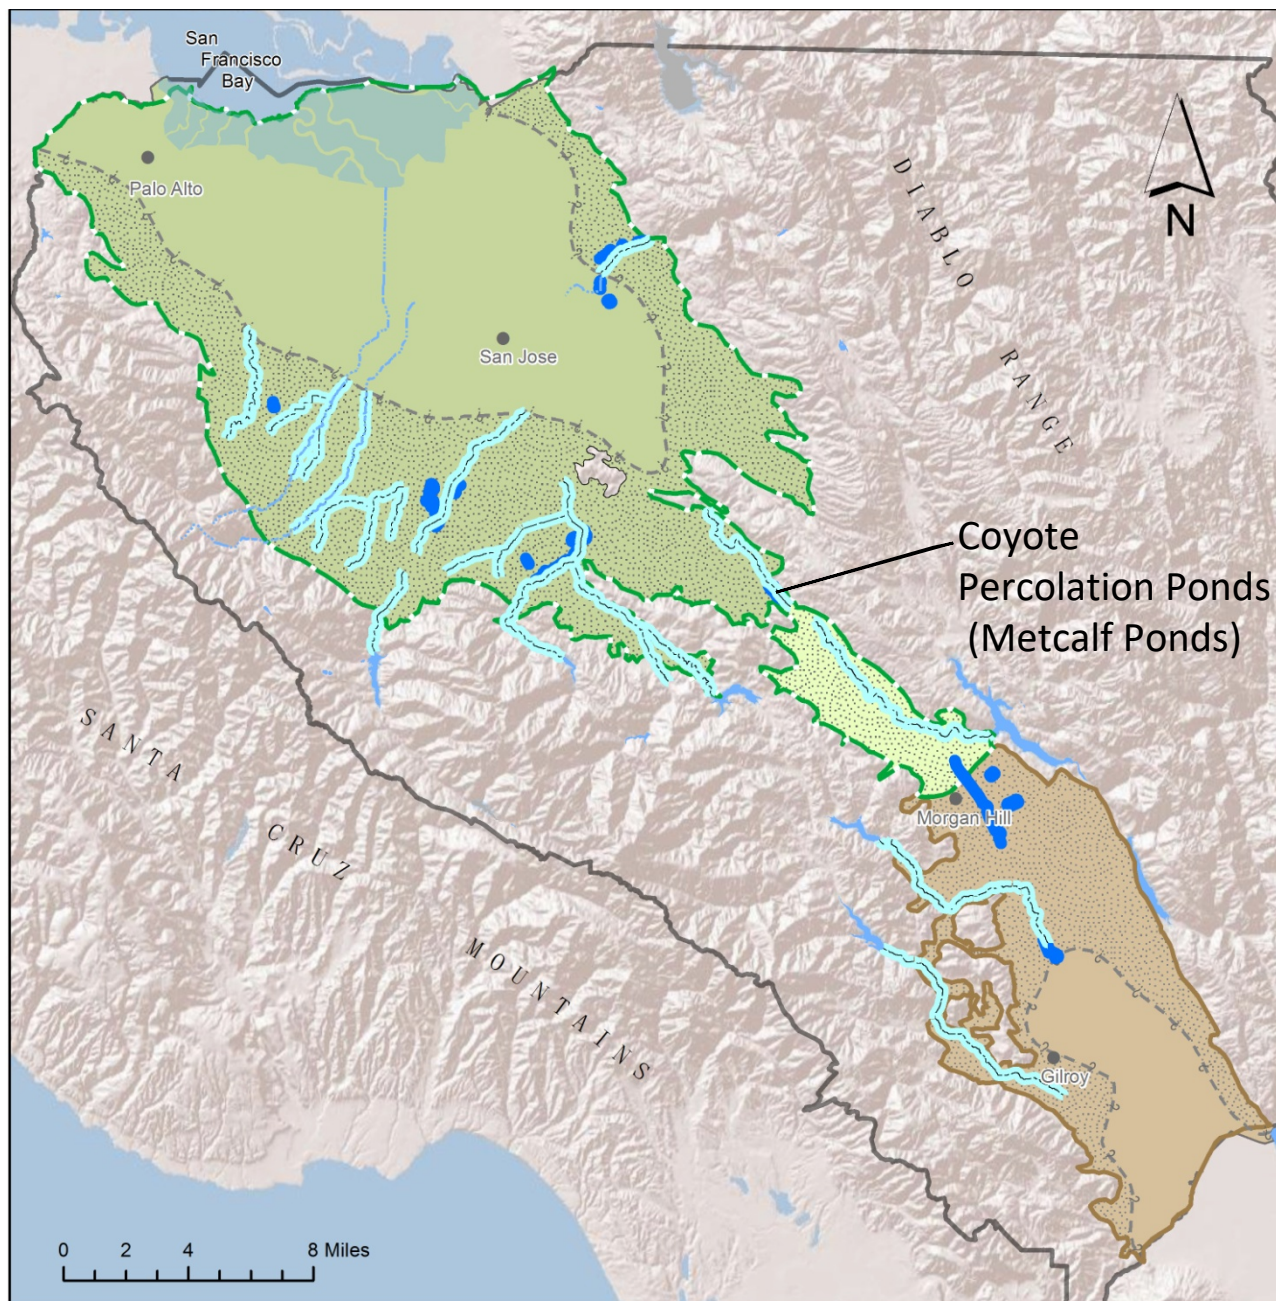 San
Francisco
Bay
N
Palo Alto
DIABLO
RANGE
San Jose
Coyote
Percolation Ponds
(Metcalf Ponds)
SANTA
CRUZ
MOUNTAINS
Morgan Hill
Gilroy
0 2 4 8 Miles